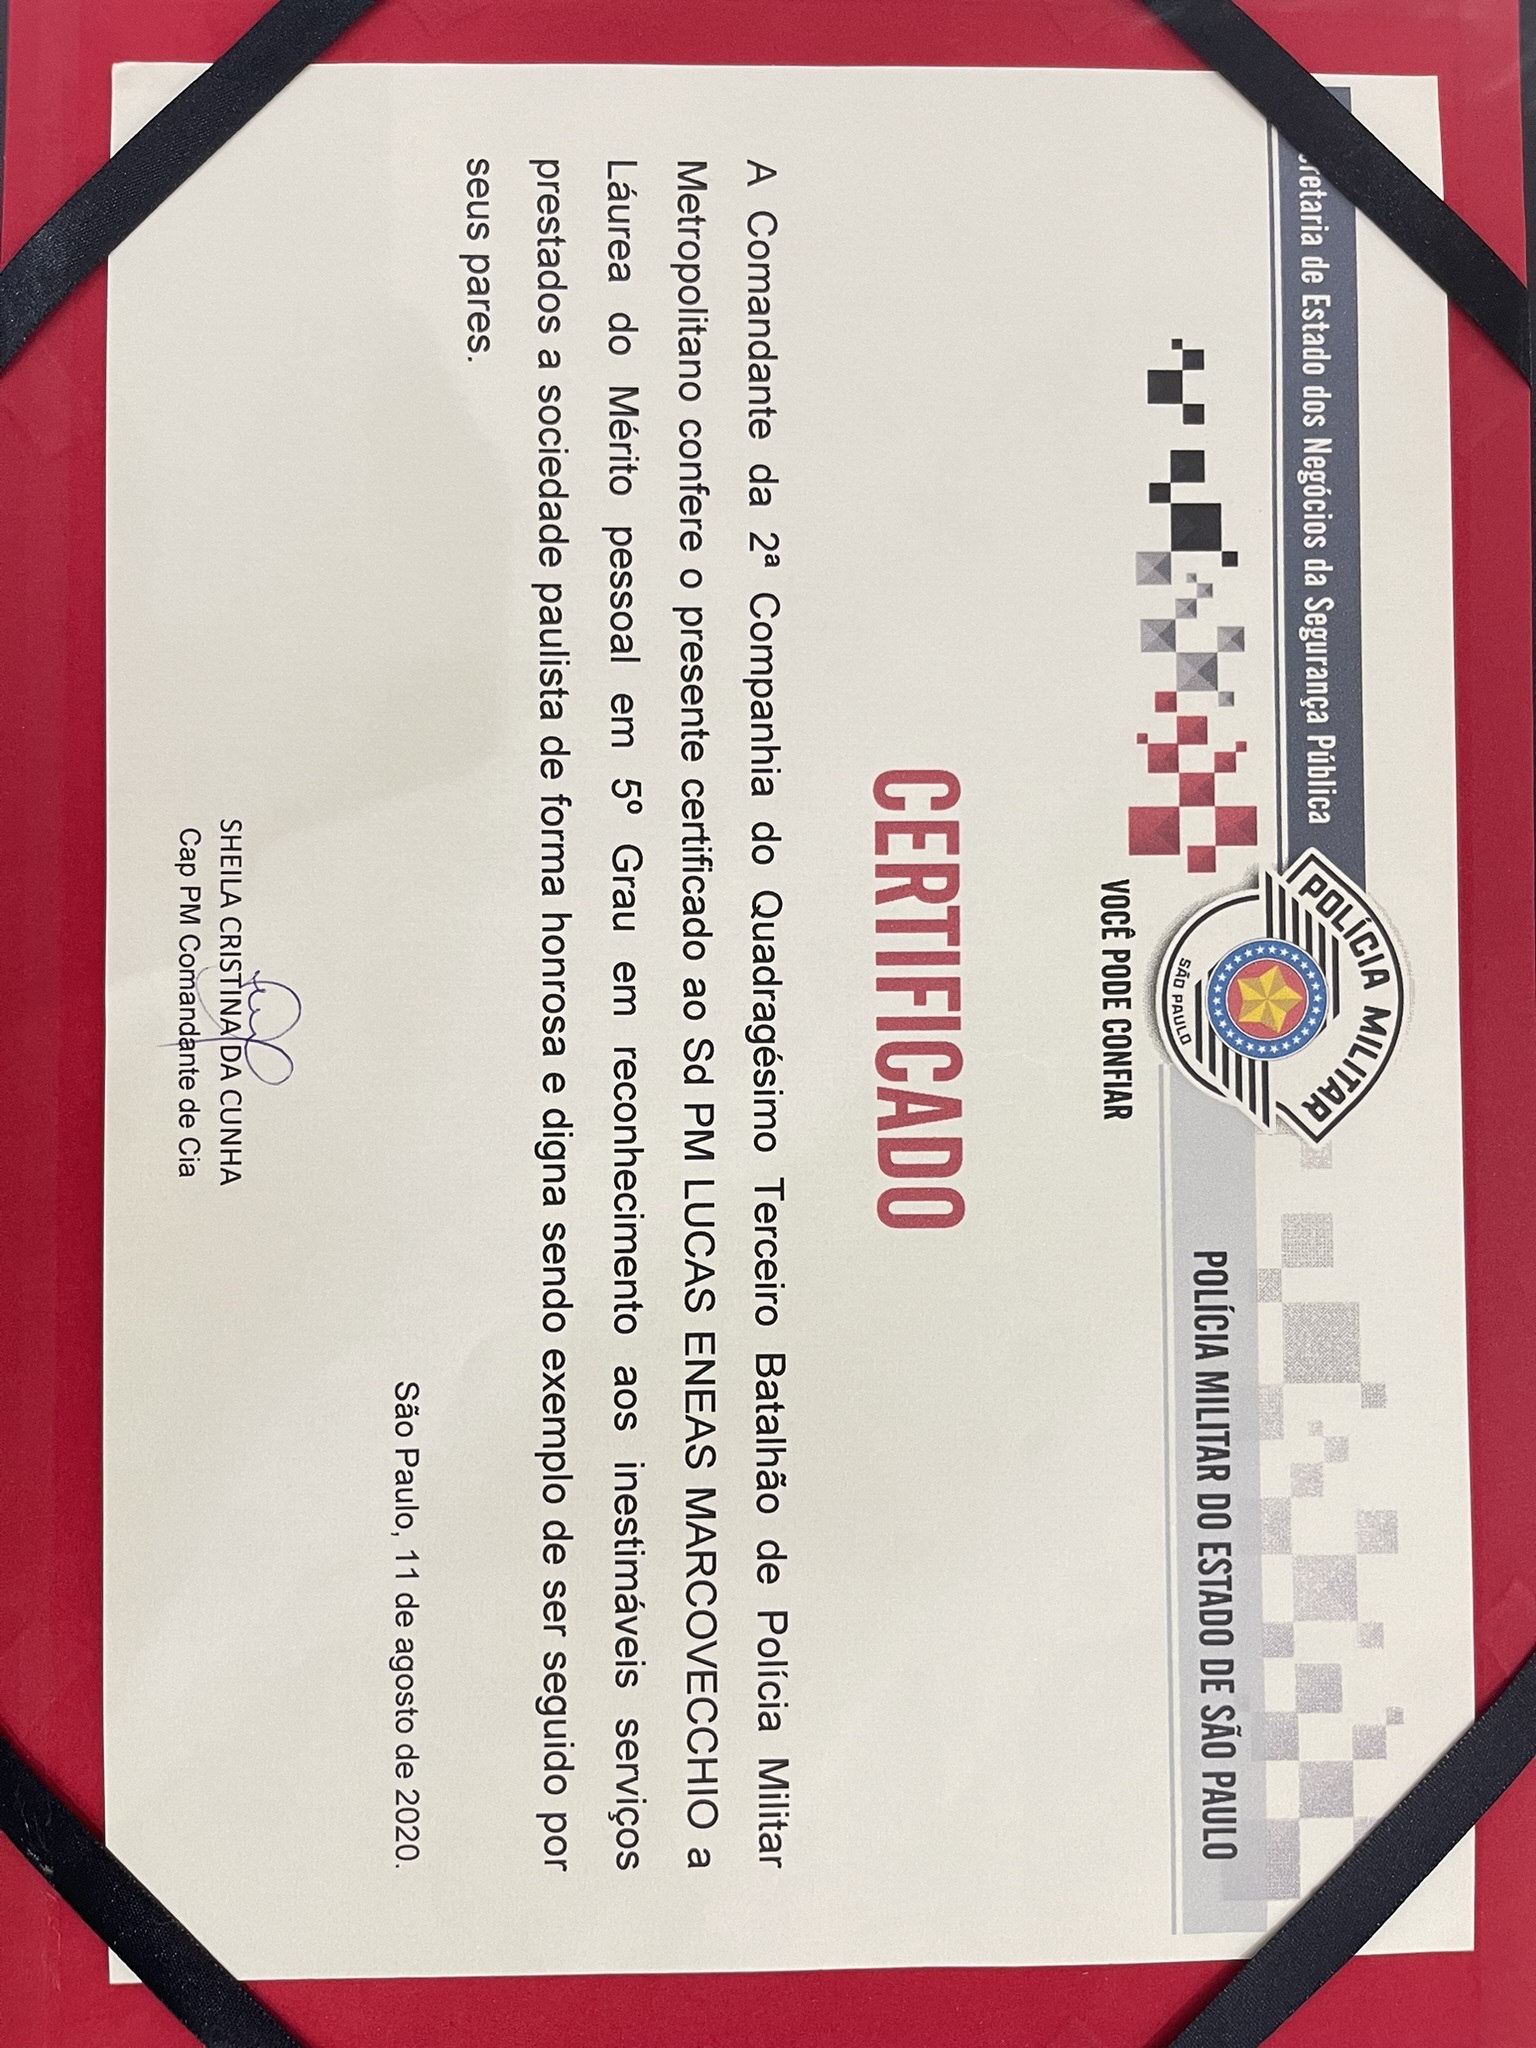 retaria de Estado dos Negócios da Segurança Pública
POLÍCIA MILITAR
SÃO PAULO
POLÍCIA MILITAR DO ESTADO DE SÃO PAULO
VOCÊ PODE CONFIAR
CERTIFICADO
A Comandante da 2ª Companhia do Quadragésimo Terceiro Batalhão de Polícia Militar
Metropolitano confere o presente certificado ao Sd PM LUCAS ENEAS MARCOVECCHIO a
Láurea do Mérito pessoal em 5º Grau em reconhecimento aos inestimáveis serviços
prestados a sociedade paulista de forma honrosa e digna sendo exemplo de ser seguido por
seus pares.
São Paulo, 11 de agosto de 2020.
SHEILA CRISTINA DA CUNHA
Cap PM Comandante de Cia